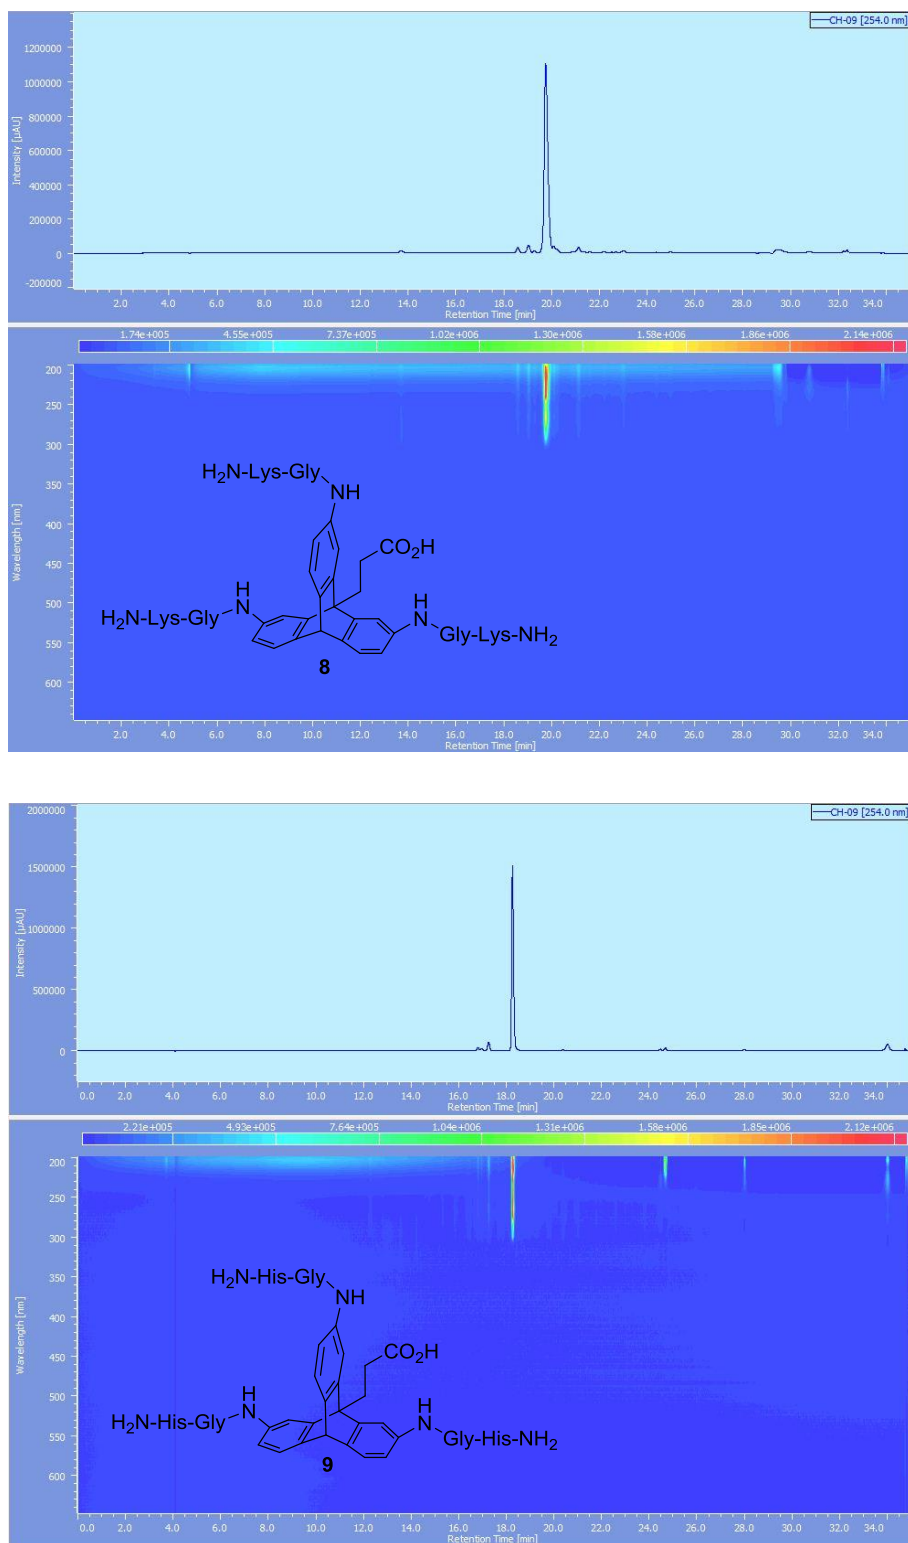 CH-09 [254.0 nm]
Intensity [µAU]
1200000
1000000
800000
600000
400000
200000
0
-200000
2.0 4.0 6.0 8.0 10.0 12.0 14.0 16.0 18.0 20.0 22.0 24.0 26.0 28.0 30.0 32.0 34.0
Retention Time [min]
1.74e+005 4.55e+005 7.37e+005 1.02e+006 1.30e+006 1.58e+006 1.86e+006 2.14e+006
Wavelength [nm]
200
250
300
350
400
450
500
550
600
H₂N-Lys-Gly
NH
CO₂H
H
H₂N-Lys-Gly
N
H
N
Gly-Lys-NH₂
8
2.0 4.0 6.0 8.0 10.0 12.0 14.0 16.0 18.0 20.0 22.0 24.0 26.0 28.0 30.0 32.0 34.0
Retention Time [min]
CH-09 [254.0 nm]
Intensity [µAU]
2000000
1500000
1000000
500000
0
0.0 2.0 4.0 6.0 8.0 10.0 12.0 14.0 16.0 18.0 20.0 22.0 24.0 26.0 28.0 30.0 32.0 34.0
Retention Time [min]
2.21e+005 4.93e+005 7.64e+005 1.04e+006 1.31e+006 1.58e+006 1.85e+006 2.12e+006
Wavelength [nm]
200
250
300
350
400
450
500
550
600
H₂N-His-Gly
NH
CO₂H
H
H₂N-His-Gly
N
H
N
Gly-His-NH₂
9
0.0 2.0 4.0 6.0 8.0 10.0 12.0 14.0 16.0 18.0 20.0 22.0 24.0 26.0 28.0 30.0 32.0 34.0
Retention Time [min]